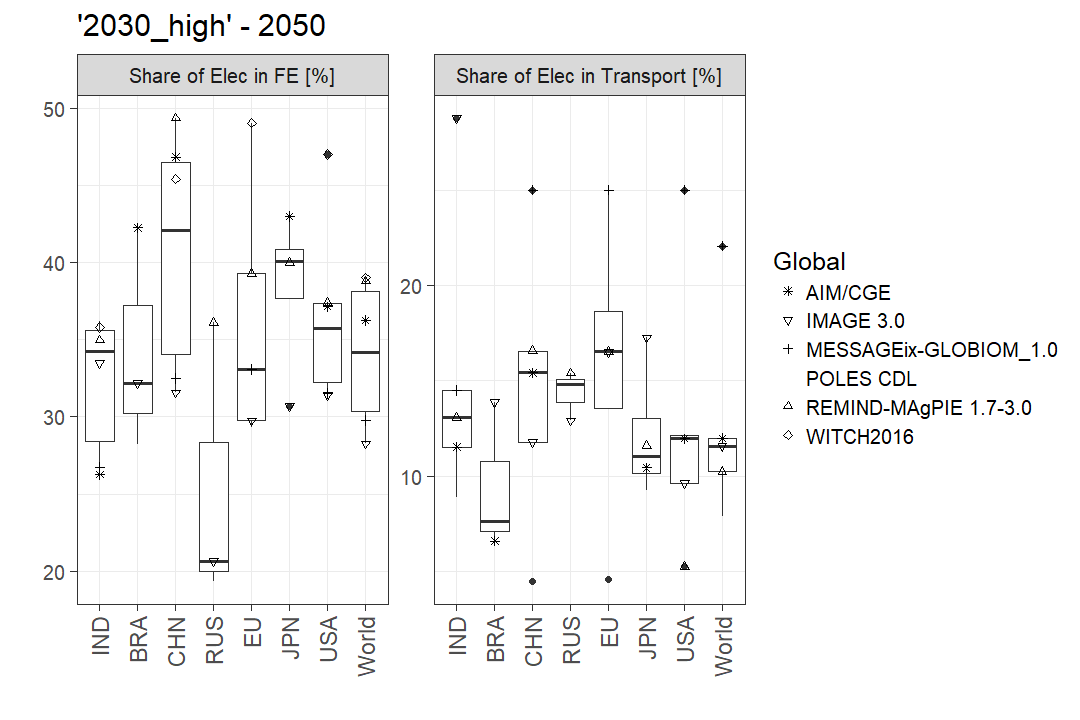 '2030_high' - 2050
Share of Elec in FE [%]
Share of Elec in Transport [%]
50
40
30
20
20
10
IND
BRA
CHN
RUS
EU
JPN
USA
World
IND
BRA
CHN
RUS
EU
JPN
USA
World
Global
AIM/CGE
IMAGE 3.0
MESSAGEix-GLOBIOM_1.0
POLES CDL
REMIND-MAgPIE 1.7-3.0
WITCH2016